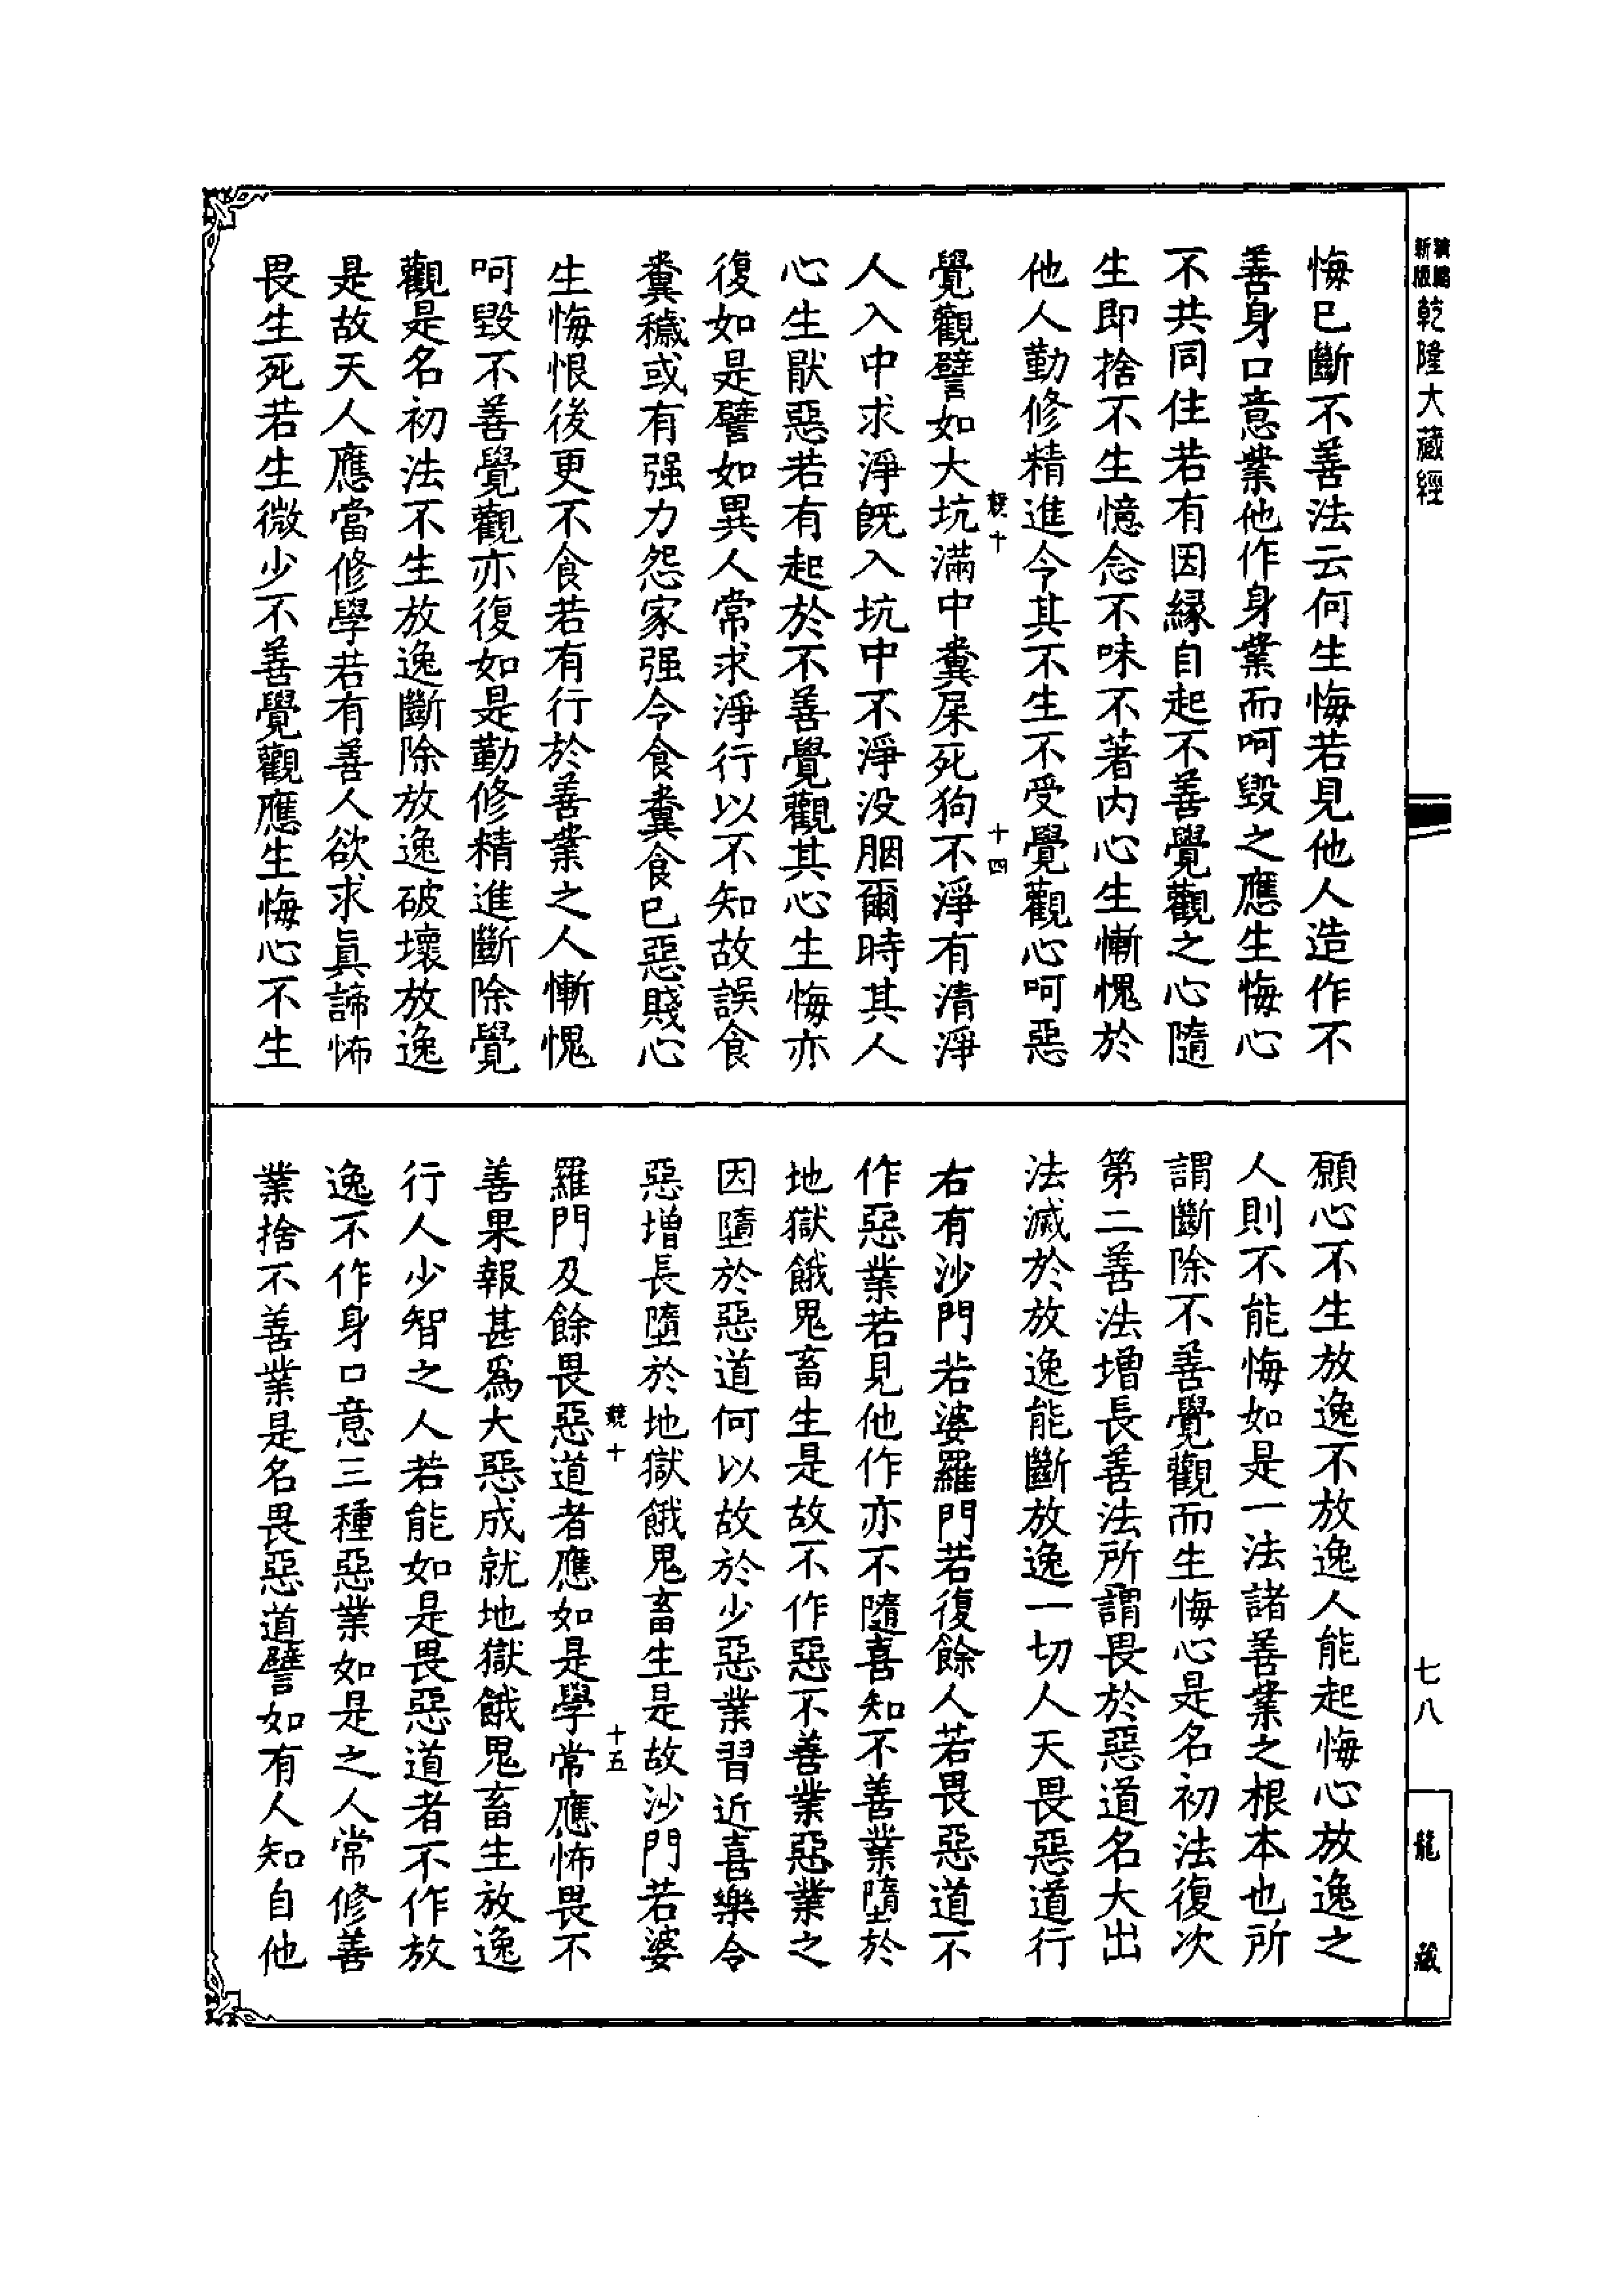 乾隆大藏經
悔已斷不善法云何生悔若見他人造作不
善身口意業他作身業而呵毀之應生悔心
不共同住若有因緣自起不善覺觀之心隨
生即捨不生憶念不味不著內心生慚愧於
他人勤修精進令其不生不受覺觀心呵惡
競十 十四
覺觀譬如大坑滿中糞屎死狗不淨有清淨
人入中求淨旣入坑中不淨没胭爾時其人
心生猒惡若有起於不善覺觀其心生悔亦
復如是譬如異人常求淨行以不知故誤食
糞穢或有强力怨家强令食糞食已惡賤心
生悔恨後更不食若有行於善業之人慚愧
呵毀不善覺觀亦復如是勤修精進斷除覺
觀是名初法不生放逸斷除放逸破壞放逸
是故天人應當修學若有善人欲求眞諦怖
畏生死若生微少不善覺觀應生悔心不生
願心不生放逸不放逸人能起悔心放逸之
人則不能悔如是一法諸善業之根本也所
謂斷除不善覺觀而生悔心是名初法復次
第二善法增長善法所謂畏於惡道名大出
法滅於放逸能斷放逸一切人天畏惡道行
右有沙門若婆羅門若復餘人若畏惡道不
作惡業若見他作亦不隨喜知不善業墮於
地獄餓鬼畜生是故不作惡不善業惡業之
因墮於惡道何以故於少惡業習近喜樂令
惡增長墮於地獄餓鬼畜生是故沙門若婆
競十 十五
羅門及餘畏惡道者應如是學常應怖畏不
善果報甚爲大惡成就地獄餓鬼畜生放逸
行人少智之人若能如是畏惡道者不作放
逸不作身口意三種惡業如是之人常修善
業捨不善業是名畏惡道譬如有人知自他
七八
龍藏